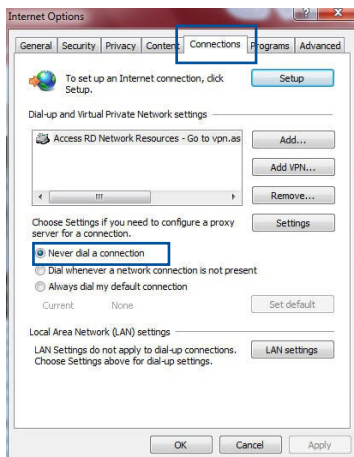 Internet Options
General Security Privacy Content Connections Programs Advanced
To set up an Internet connection, click
Setup.
Setup
Dial-up and Virtual Private Network settings
Access RD Network Resources - Go to vpn.as
Add...
Add VPN...
Remove...
Choose Settings if you need to configure a proxy
server for a connection.
Settings
Never dial a connection
Dial whenever a network connection is not present
Always dial my default connection
Current None
Set default
Local Area Network (LAN) settings
LAN Settings do not apply to dial-up connections.
Choose Settings above for dial-up settings.
LAN settings
OK Cancel Apply